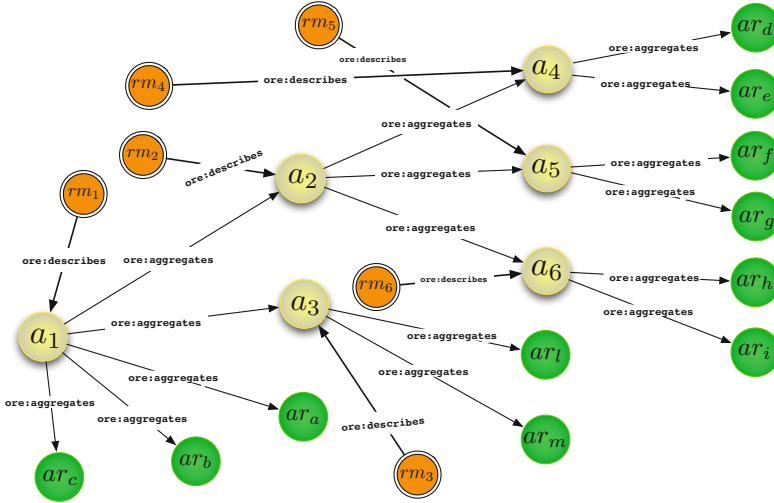 rm₅
ar_d
ore:aggregates
ore:describes
a₄
rm₄
ore:describes
ore:aggregates
ar_e
ore:aggregates
rm₂
ore:describes
ore:aggregates
ar_f
a₂
ore:aggregates
a₅
ore:aggregates
rm₁
ar_g
ore:aggregates
ore:describes
ore:aggregates
a₆
rm₆
ore:describes
ore:aggregates
ar_h
a₃
ore:aggregates
ore:aggregates
a₁
ore:aggregates
ar_l
ar_i
ore:aggregates
ore:aggregates
ore:aggregates
ore:aggregates
ar_a
ore:describes
ar_m
ar_b
ar_c
rm₃